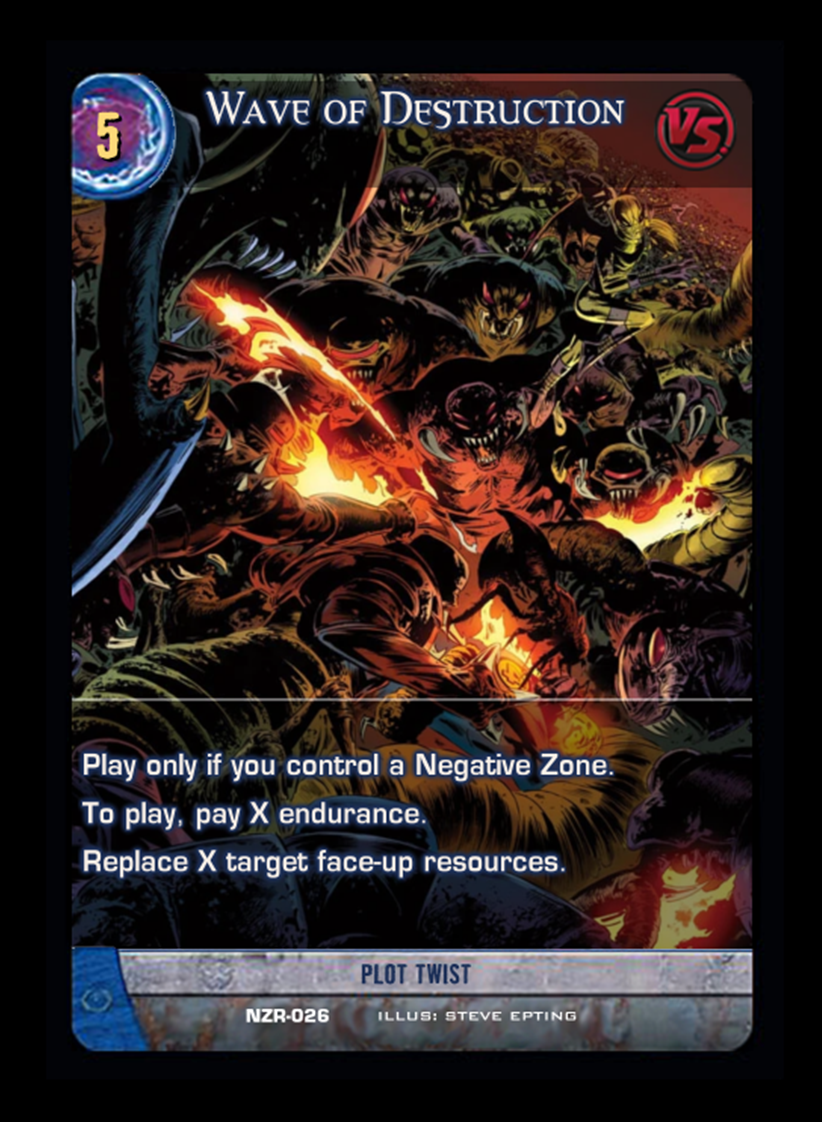 5
Wave of Destruction
VS.
Play only if you control a Negative Zone.
To play, pay X endurance.
Replace X target face-up resources.
PLOT TWIST
NZR-026 ILLUS: STEVE EPTING